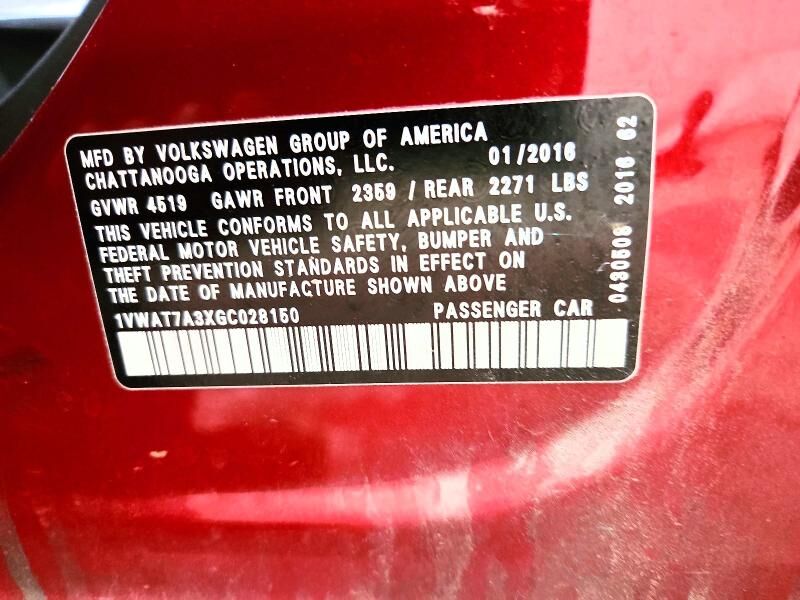 MFD BY VOLKSWAGEN GROUP OF AMERICA
CHATTANOOGA OPERATIONS, LLC. 01/2016
GVWR 4519 GAWR FRONT 2359 / REAR 2271 LBS
THIS VEHICLE CONFORMS TO ALL APPLICABLE U.S.
FEDERAL MOTOR VEHICLE SAFETY, BUMPER AND
THEFT PREVENTION STANDARDS IN EFFECT ON
THE DATE OF MANUFACTURE SHOWN ABOVE
1VWAT7A3XGC028150 PASSENGER CAR
0430508 2016 62